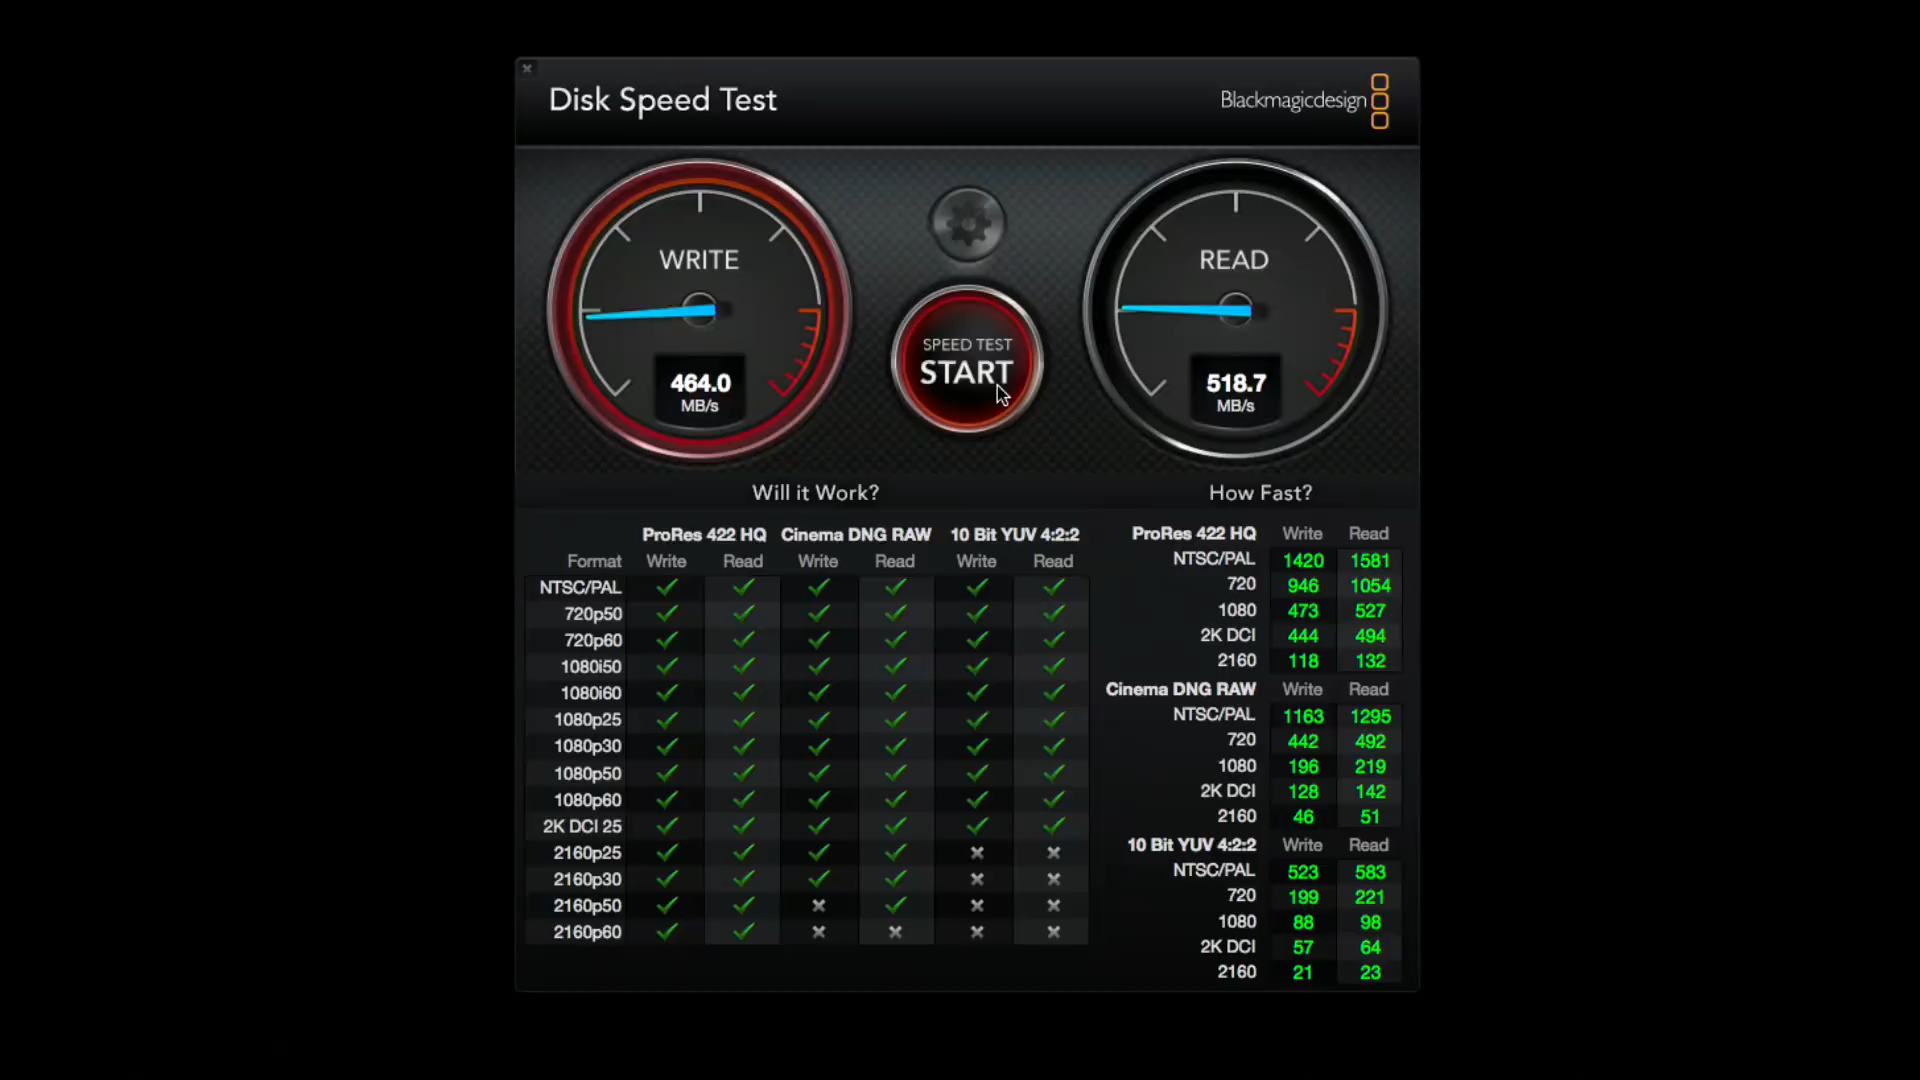 Disk Speed Test
Blackmagicdesign
WRITE
464.0
MB/s
SPEED TEST
START
READ
518.7
MB/s
Will it Work?
ProRes 422 HQ Cinema DNG RAW 10 Bit YUV 4:2:2
Format Write Read Write Read Write Read
NTSC/PAL
720p50
720p60
1080i50
1080i60
1080p25
1080p30
1080p50
1080p60
2K DCI 25
2160p25
2160p30
2160p50
2160p60
How Fast?
ProRes 422 HQ Write Read
NTSC/PAL 1420 1581
720 946 1054
1080 473 527
2K DCI 444 494
2160 118 132
Cinema DNG RAW Write Read
NTSC/PAL 1163 1295
720 442 492
1080 196 219
2K DCI 128 142
2160 46 51
10 Bit YUV 4:2:2 Write Read
NTSC/PAL 523 583
720 199 221
1080 88 98
2K DCI 57 64
2160 21 23